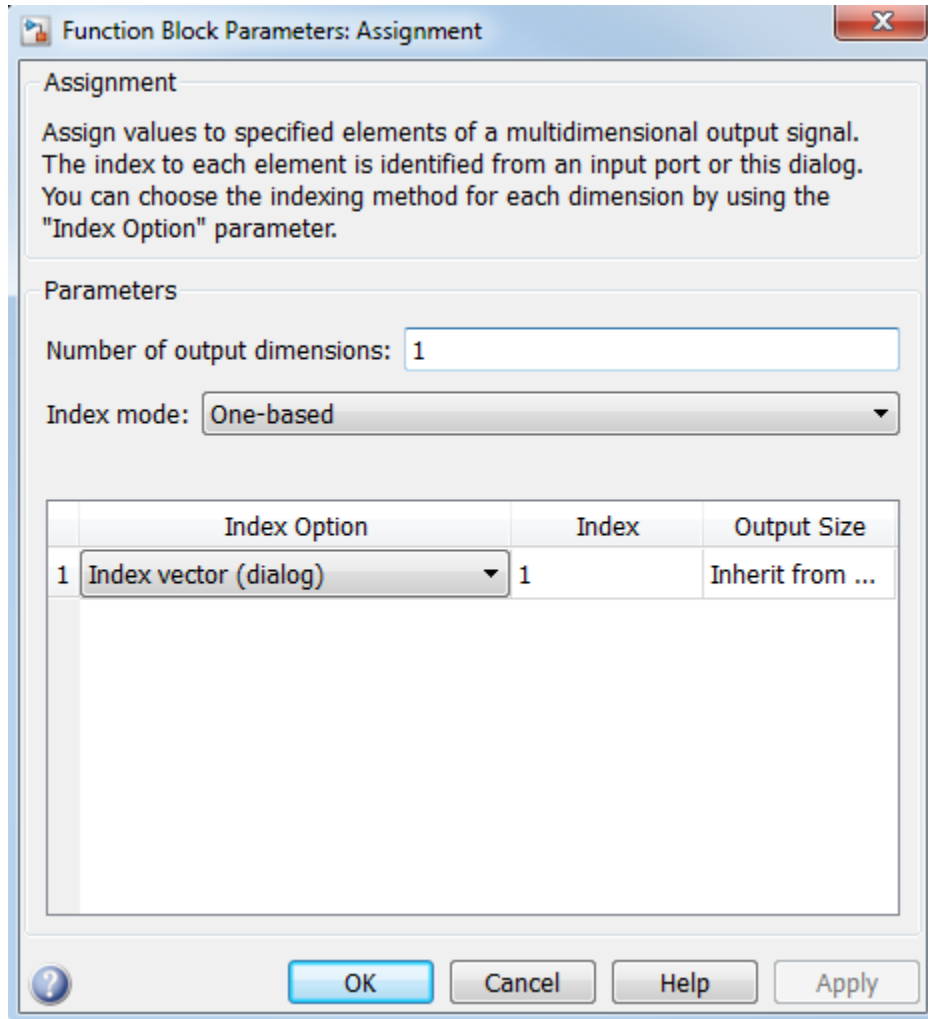 Function Block Parameters: Assignment
x
Assignment
Assign values to specified elements of a multidimensional output signal.
The index to each element is identified from an input port or this dialog.
You can choose the indexing method for each dimension by using the
"Index Option" parameter.
Parameters
Number of output dimensions: 1
Index mode: One-based
Index Option Index Output Size
1 Index vector (dialog) 1 Inherit from ...
? OK Cancel Help Apply